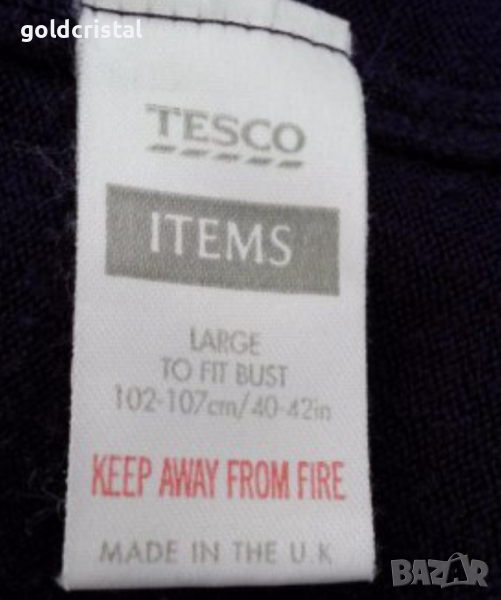 goldcristal
TESCO
ITEMS
LARGE
TO FIT BUST
102-107cm/40-42in
KEEP AWAY FROM FIRE
MADE IN THE U.K
BAZAR